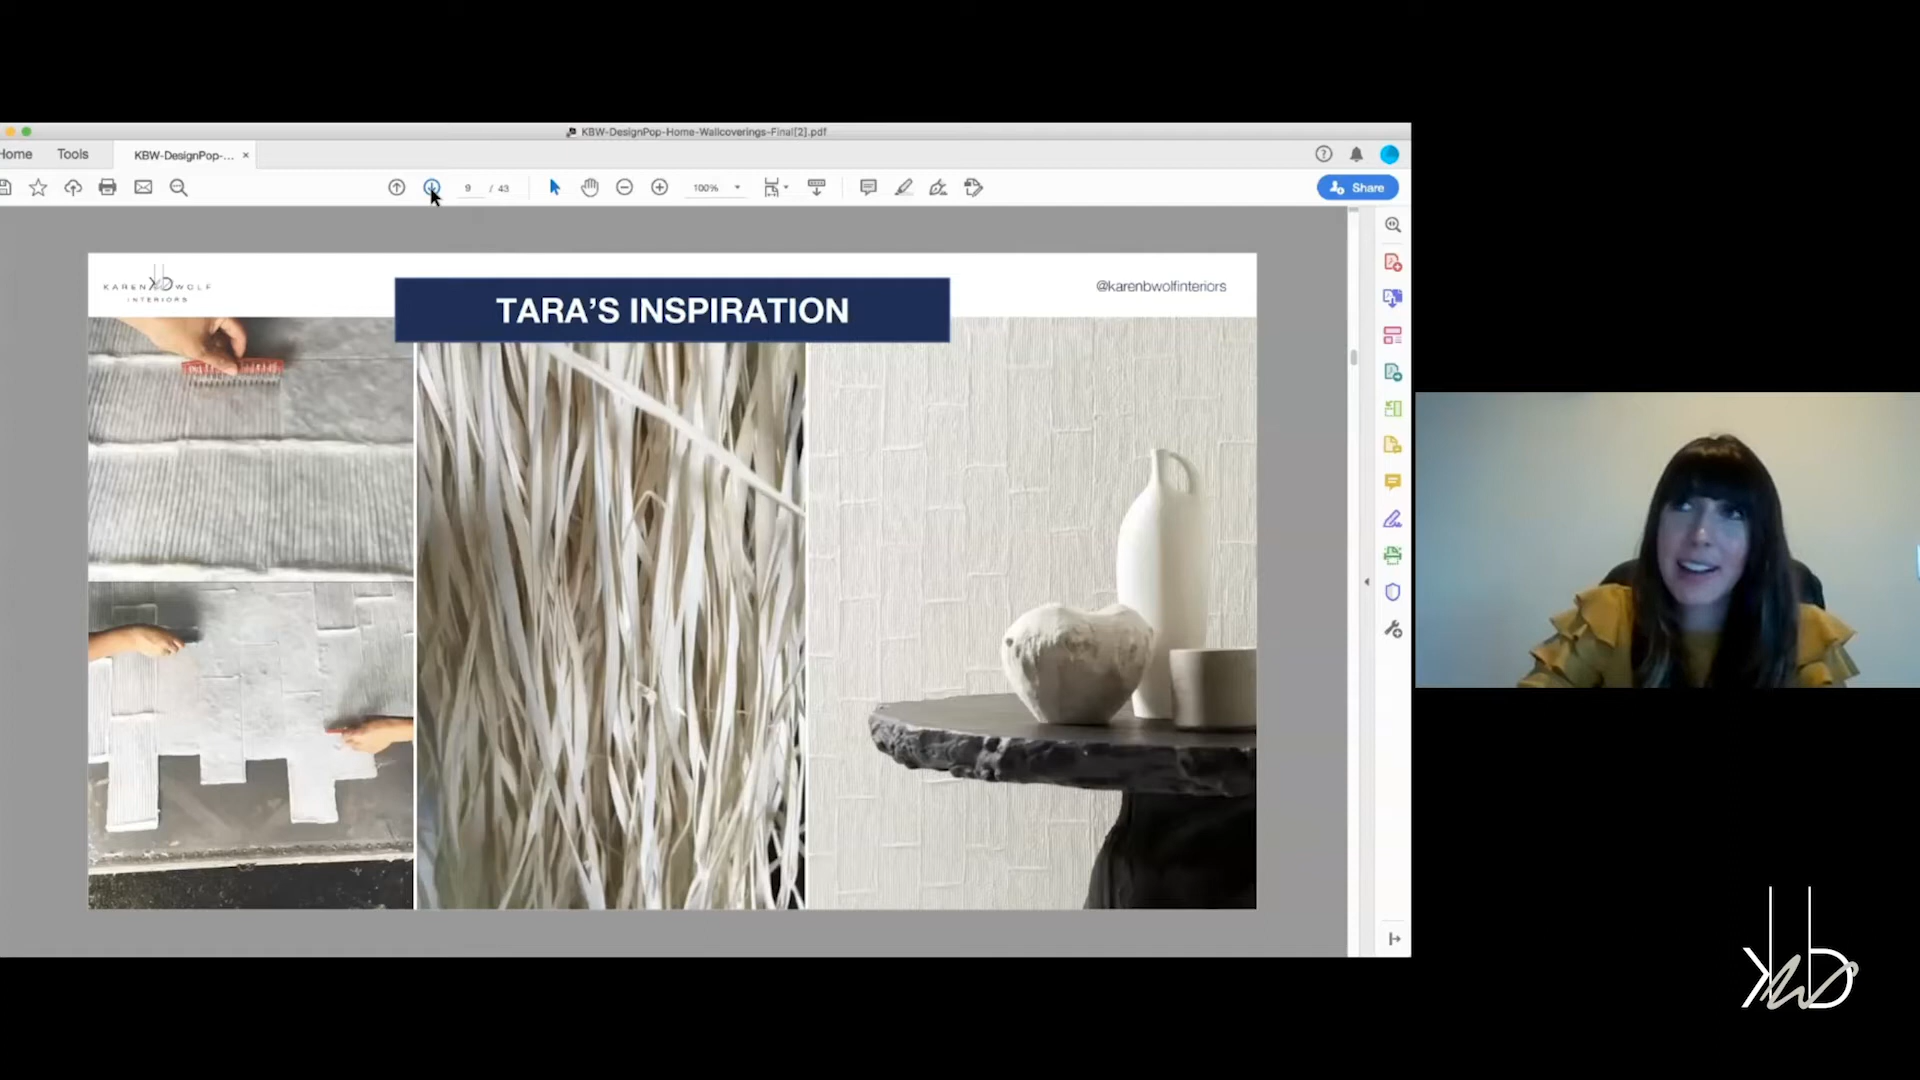 KBW-DesignPop-Home-Wallcoverings-Final[2].pdf
Home
Tools
KBW-DesignPop-... ×
9 / 43
100%
Share
KAREN WOLF
INTERIORS
TARA'S INSPIRATION
@karenbwolfinteriors